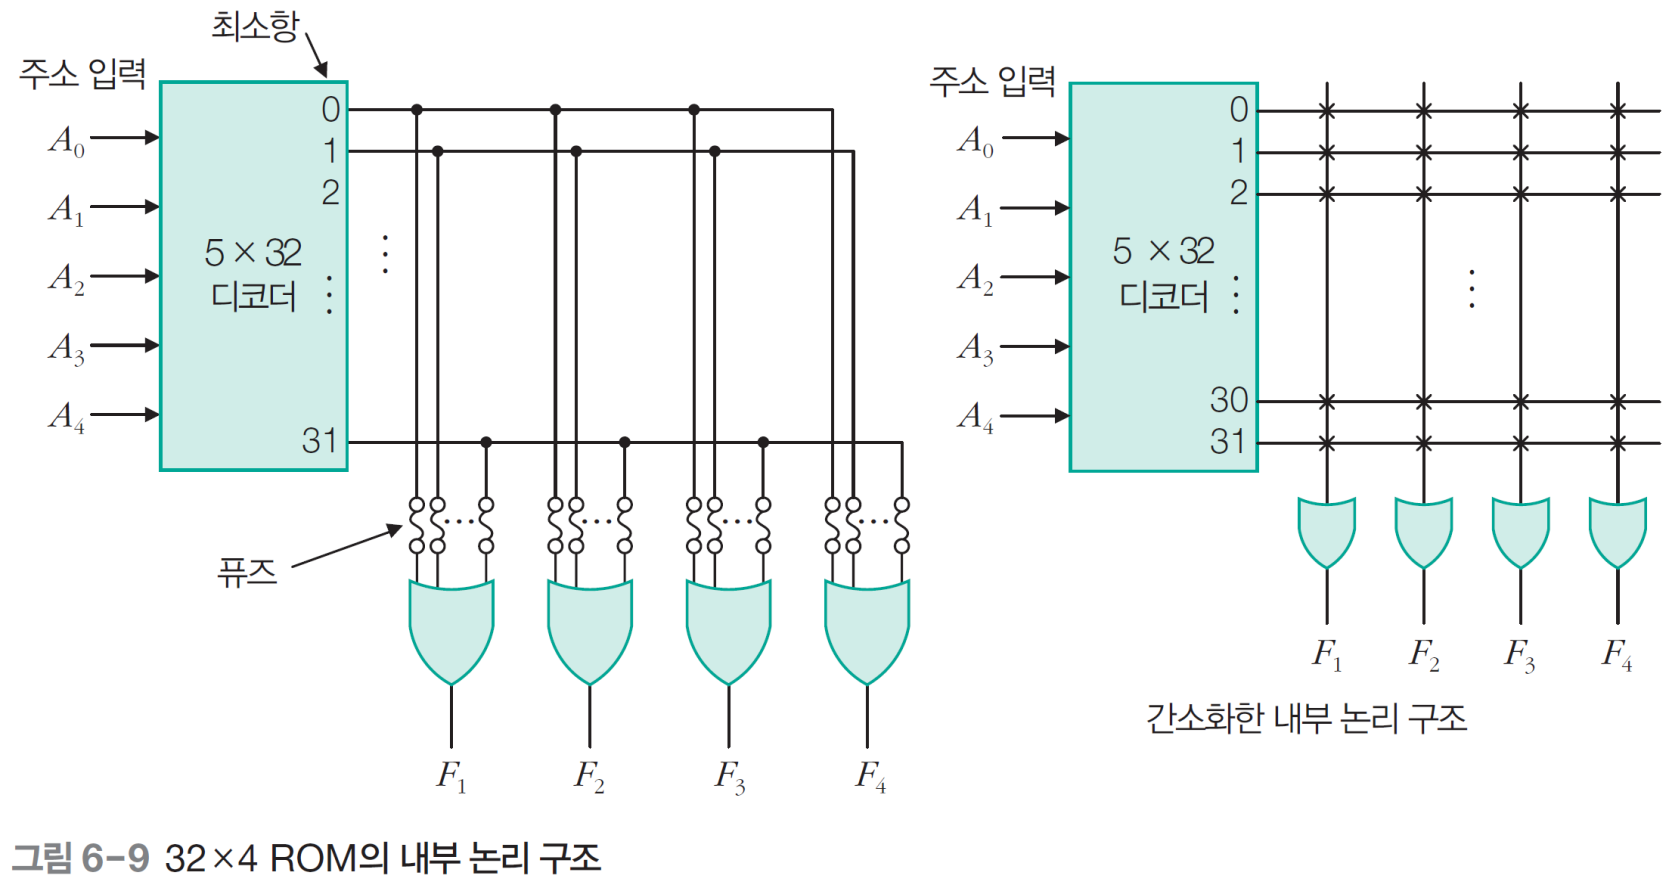 최소항
주소 입력
A0
A1
A2
A3
A4
0
1
2
31
5×32
디코더
퓨즈
F1
F2
F3
F4
주소 입력
A0
A1
A2
A3
A4
0
1
2
30
31
5 ×32
디코더
F1
F2
F3
F4
간소화한 내부 논리 구조
그림 6-9 32×4 ROM의 내부 논리 구조